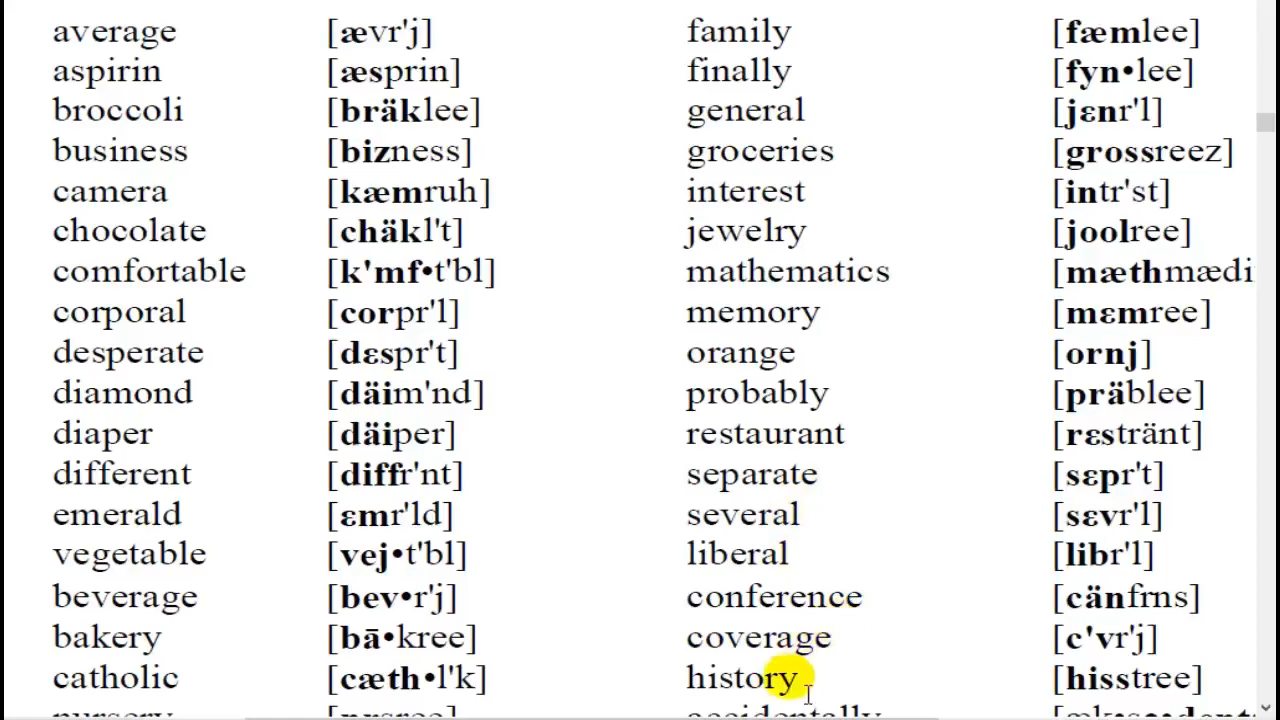 average [ævr'j] family [fæmlee]
aspirin [æsprin] finally [fyn•lee]
broccoli [bräklee] general [jɛnr'l]
business [bizness] groceries [grossreez]
camera [kæmruh] interest [intr'st]
chocolate [chäkl't] jewelry [joolree]
comfortable [k'mf•t'bl] mathematics [mæthmædi
corporal [corpr'l] memory [mɛmree]
desperate [dɛspr't] orange [ornj]
diamond [däim'nd] probably [präblee]
diaper [däiper] restaurant [rɛstränt]
different [diffr'nt] separate [sɛpr't]
emerald [ɛmr'ld] several [sɛvr'l]
vegetable [vej•t'bl] liberal [libr'l]
beverage [bev•r'j] conference [cänfrns]
bakery [bā•kree] coverage [c'vr'j]
catholic [cæth•l'k] history [hisstree]
nursery accidentally